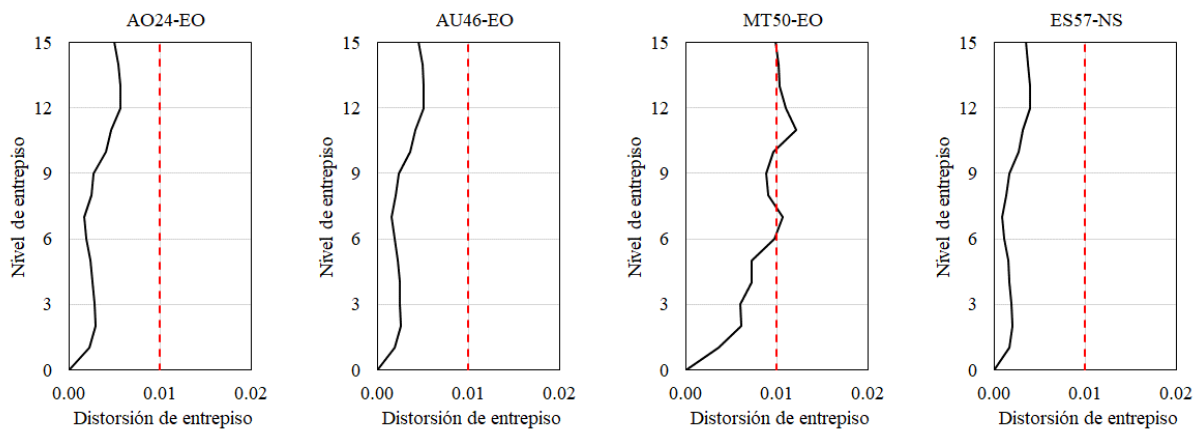 AO24-EO
15
12
9
6
3
0
Nivel de entrepiso
0.00 0.01 0.02
Distorsión de entrepiso
AU46-EO
15
12
9
6
3
0
Nivel de entrepiso
0.00 0.01 0.02
Distorsión de entrepiso
MT50-EO
15
12
9
6
3
0
Nivel de entrepiso
0.00 0.01 0.02
Distorsión de entrepiso
ES57-NS
15
12
9
6
3
0
Nivel de entrepiso
0.00 0.01 0.02
Distorsión de entrepiso